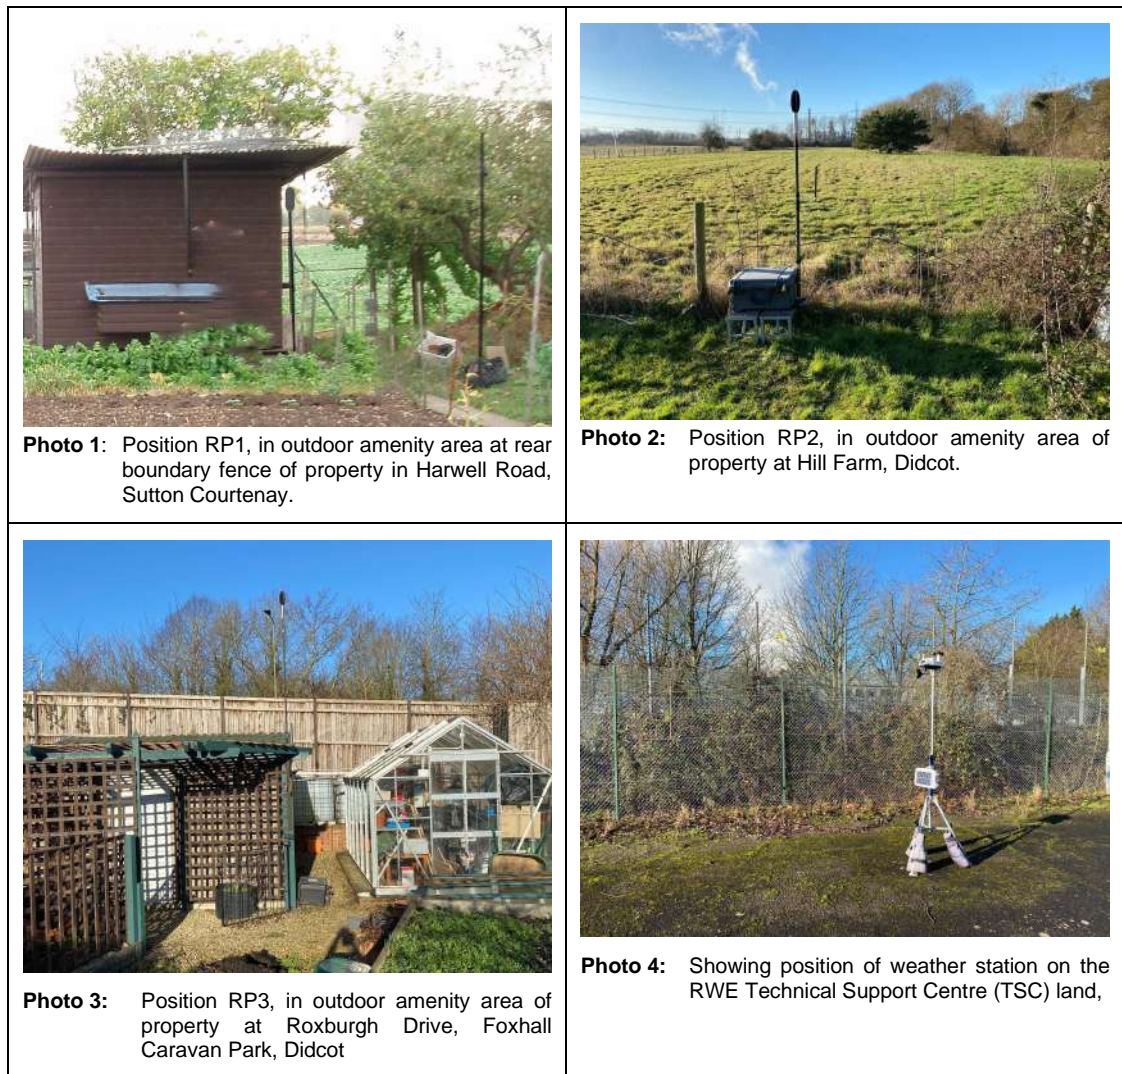 Photo 1: Position RP1, in outdoor amenity area at rear
boundary fence of property in Harwell Road,
Sutton Courtenay.
Photo 2: Position RP2, in outdoor amenity area of
property at Hill Farm, Didcot.
Photo 3: Position RP3, in outdoor amenity area of
property at Roxburgh Drive, Foxhall
Caravan Park, Didcot
Photo 4: Showing position of weather station on the
RWE Technical Support Centre (TSC) land,